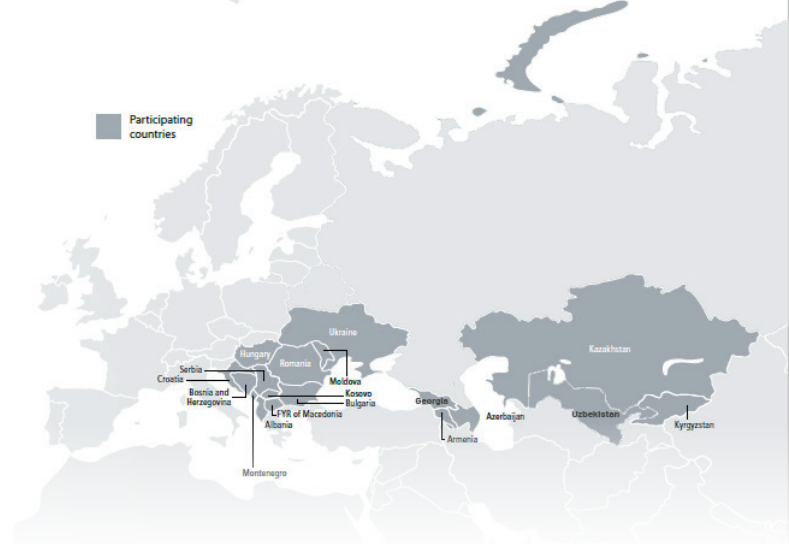 Participating
countries
Ukraine
Hungary
Romania
Kazakhstan
Serbia
Croatia
Moldova
Bosnia and
Herzegovina
Kosovo
Bulgaria
Georgia
Azerbaijan
Uzbekistan
FYR of Macedonia
Albania
Kyrgyzstan
Armenia
Montenegro